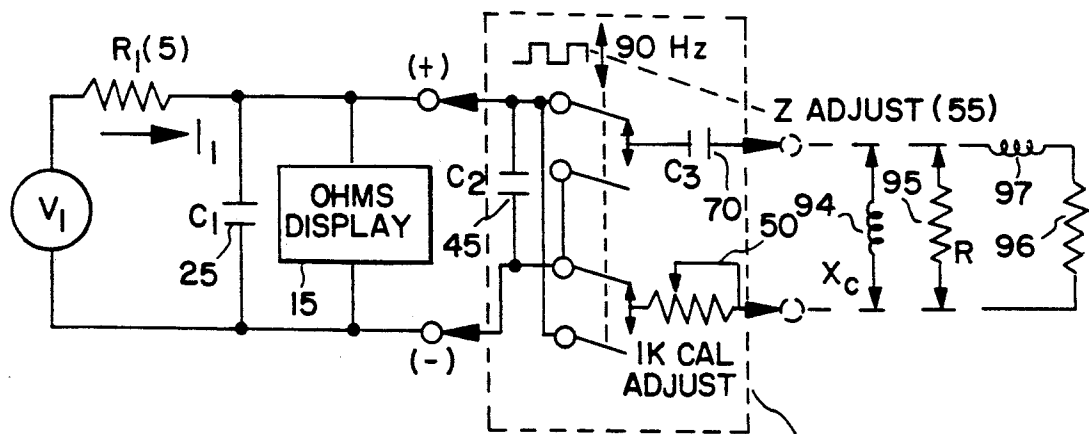 R₁(5)
I₁
V₁
C₁
25
OHMS
DISPLAY
15
(+)
(-)
90 Hz
C₂
45
C₃
70
50
1K CAL
ADJUST
Z ADJUST (55)
94
X_C
95
R
97
96